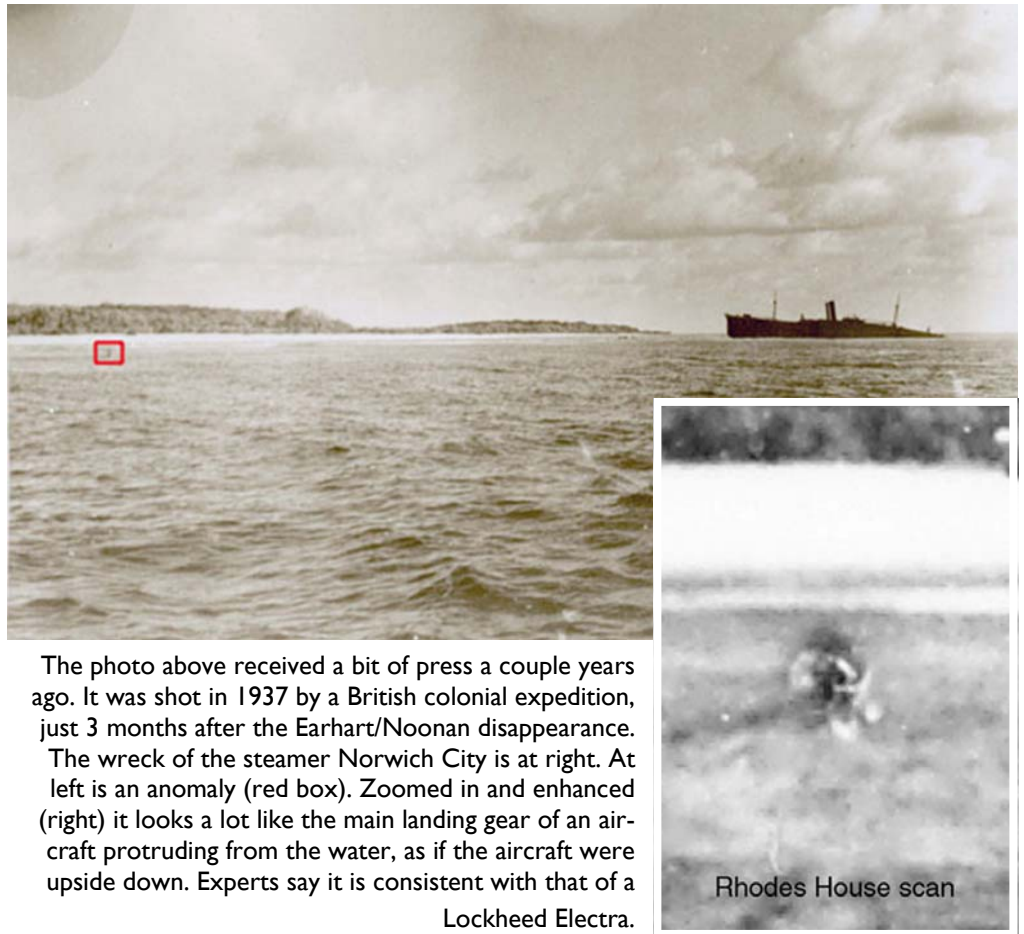 The photo above received a bit of press a couple years
ago. It was shot in 1937 by a British colonial expedition,
just 3 months after the Earhart/Noonan disappearance.
The wreck of the steamer Norwich City is at right. At
left is an anomaly (red box). Zoomed in and enhanced
(right) it looks a lot like the main landing gear of an air-
craft protruding from the water, as if the aircraft were
upside down. Experts say it is consistent with that of a
Lockheed Electra.
Rhodes House scan